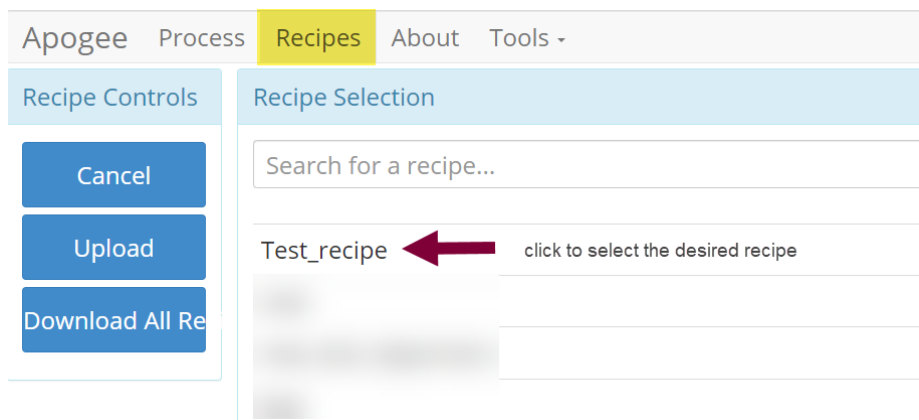 Apogee Process Recipes About Tools
Recipe Controls
Recipe Selection
Cancel
Upload
Download All Re
Search for a recipe...
Test_recipe
click to select the desired recipe